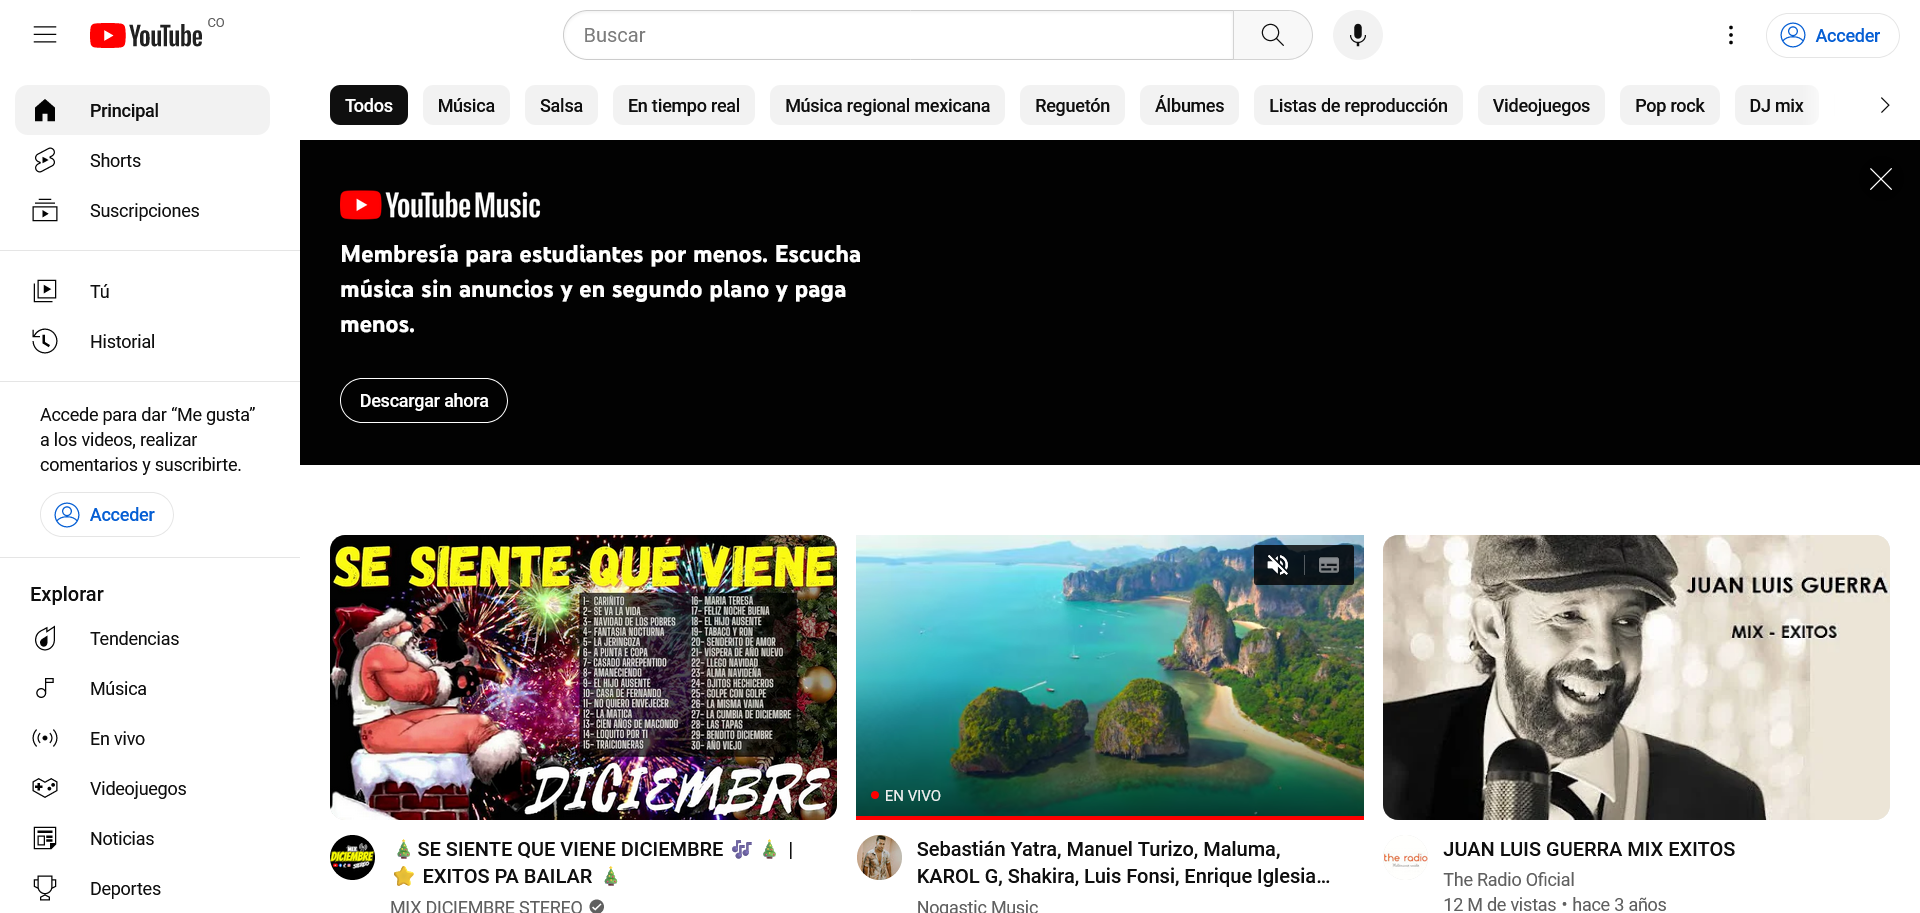 YouTube CO
Buscar
Acceder
Principal
Shorts
Suscripciones
Tú
Historial
Accede para dar “Me gusta”
a los videos, realizar
comentarios y suscribirte.
Acceder
Explorar
Tendencias
Música
En vivo
Videojuegos
Noticias
Deportes
Todos
Música
Salsa
En tiempo real
Música regional mexicana
Reguetón
Álbumes
Listas de reproducción
Videojuegos
Pop rock
DJ mix
YouTube Music
Membresía para estudiantes por menos. Escucha
música sin anuncios y en segundo plano y paga
menos.
Descargar ahora
SE SIENTE QUE VIENE
1- CARIÑITO
2- SE VA LA VIDA
3- NAVIDAD DE LOS POBRES
4- FANTASIA NOCTURNA
5- LA JERINGOZA
6- A PUNTA E COPA
7- CASADO ARREPENTIDO
8- AMANECIENDO
9- EL HIJO AUSENTE
10- CASA DE FERNANDO
11- NO QUIERO ENVEJECER
12- LA MATICA
13- CIEN AÑOS DE MACONDO
14- LOQUITO POR TI
15- TRAICIONERAS
16- MARIA TERESA
17- FELIZ NOCHE BUENA
18- EL HIJO AUSENTE
19- TABACO Y RON
20- SENDERITO DE AMOR
21- VISPERA DE AÑO NUEVO
22- LLEGO NAVIDAD
23- ALMA NAVIDEÑA
24- OJITOS HECHICEROS
25- GOLPE CON GOLPE
26- LA MISMA VAINA
27- LA CUMBIA DE DICIEMBRE
28- LAS TAPAS
29- BENDITO DICIEMBRE
30- AÑO VIEJO
DICIEMBRE
MIX
DICIEMBRE
STEREO
🎄SE SIENTE QUE VIENE DICIEMBRE 🎶 🎄 |
⭐ EXITOS PA BAILAR 🎄
MIX DICIEMBRE STEREO
EN VIVO
Sebastián Yatra, Manuel Turizo, Maluma,
KAROL G, Shakira, Luis Fonsi, Enrique Iglesia...
Nogastic Music
JUAN LUIS GUERRA
MIX - EXITOS
the radio
JUAN LUIS GUERRA MIX EXITOS
The Radio Oficial
12 M de vistas • hace 3 años